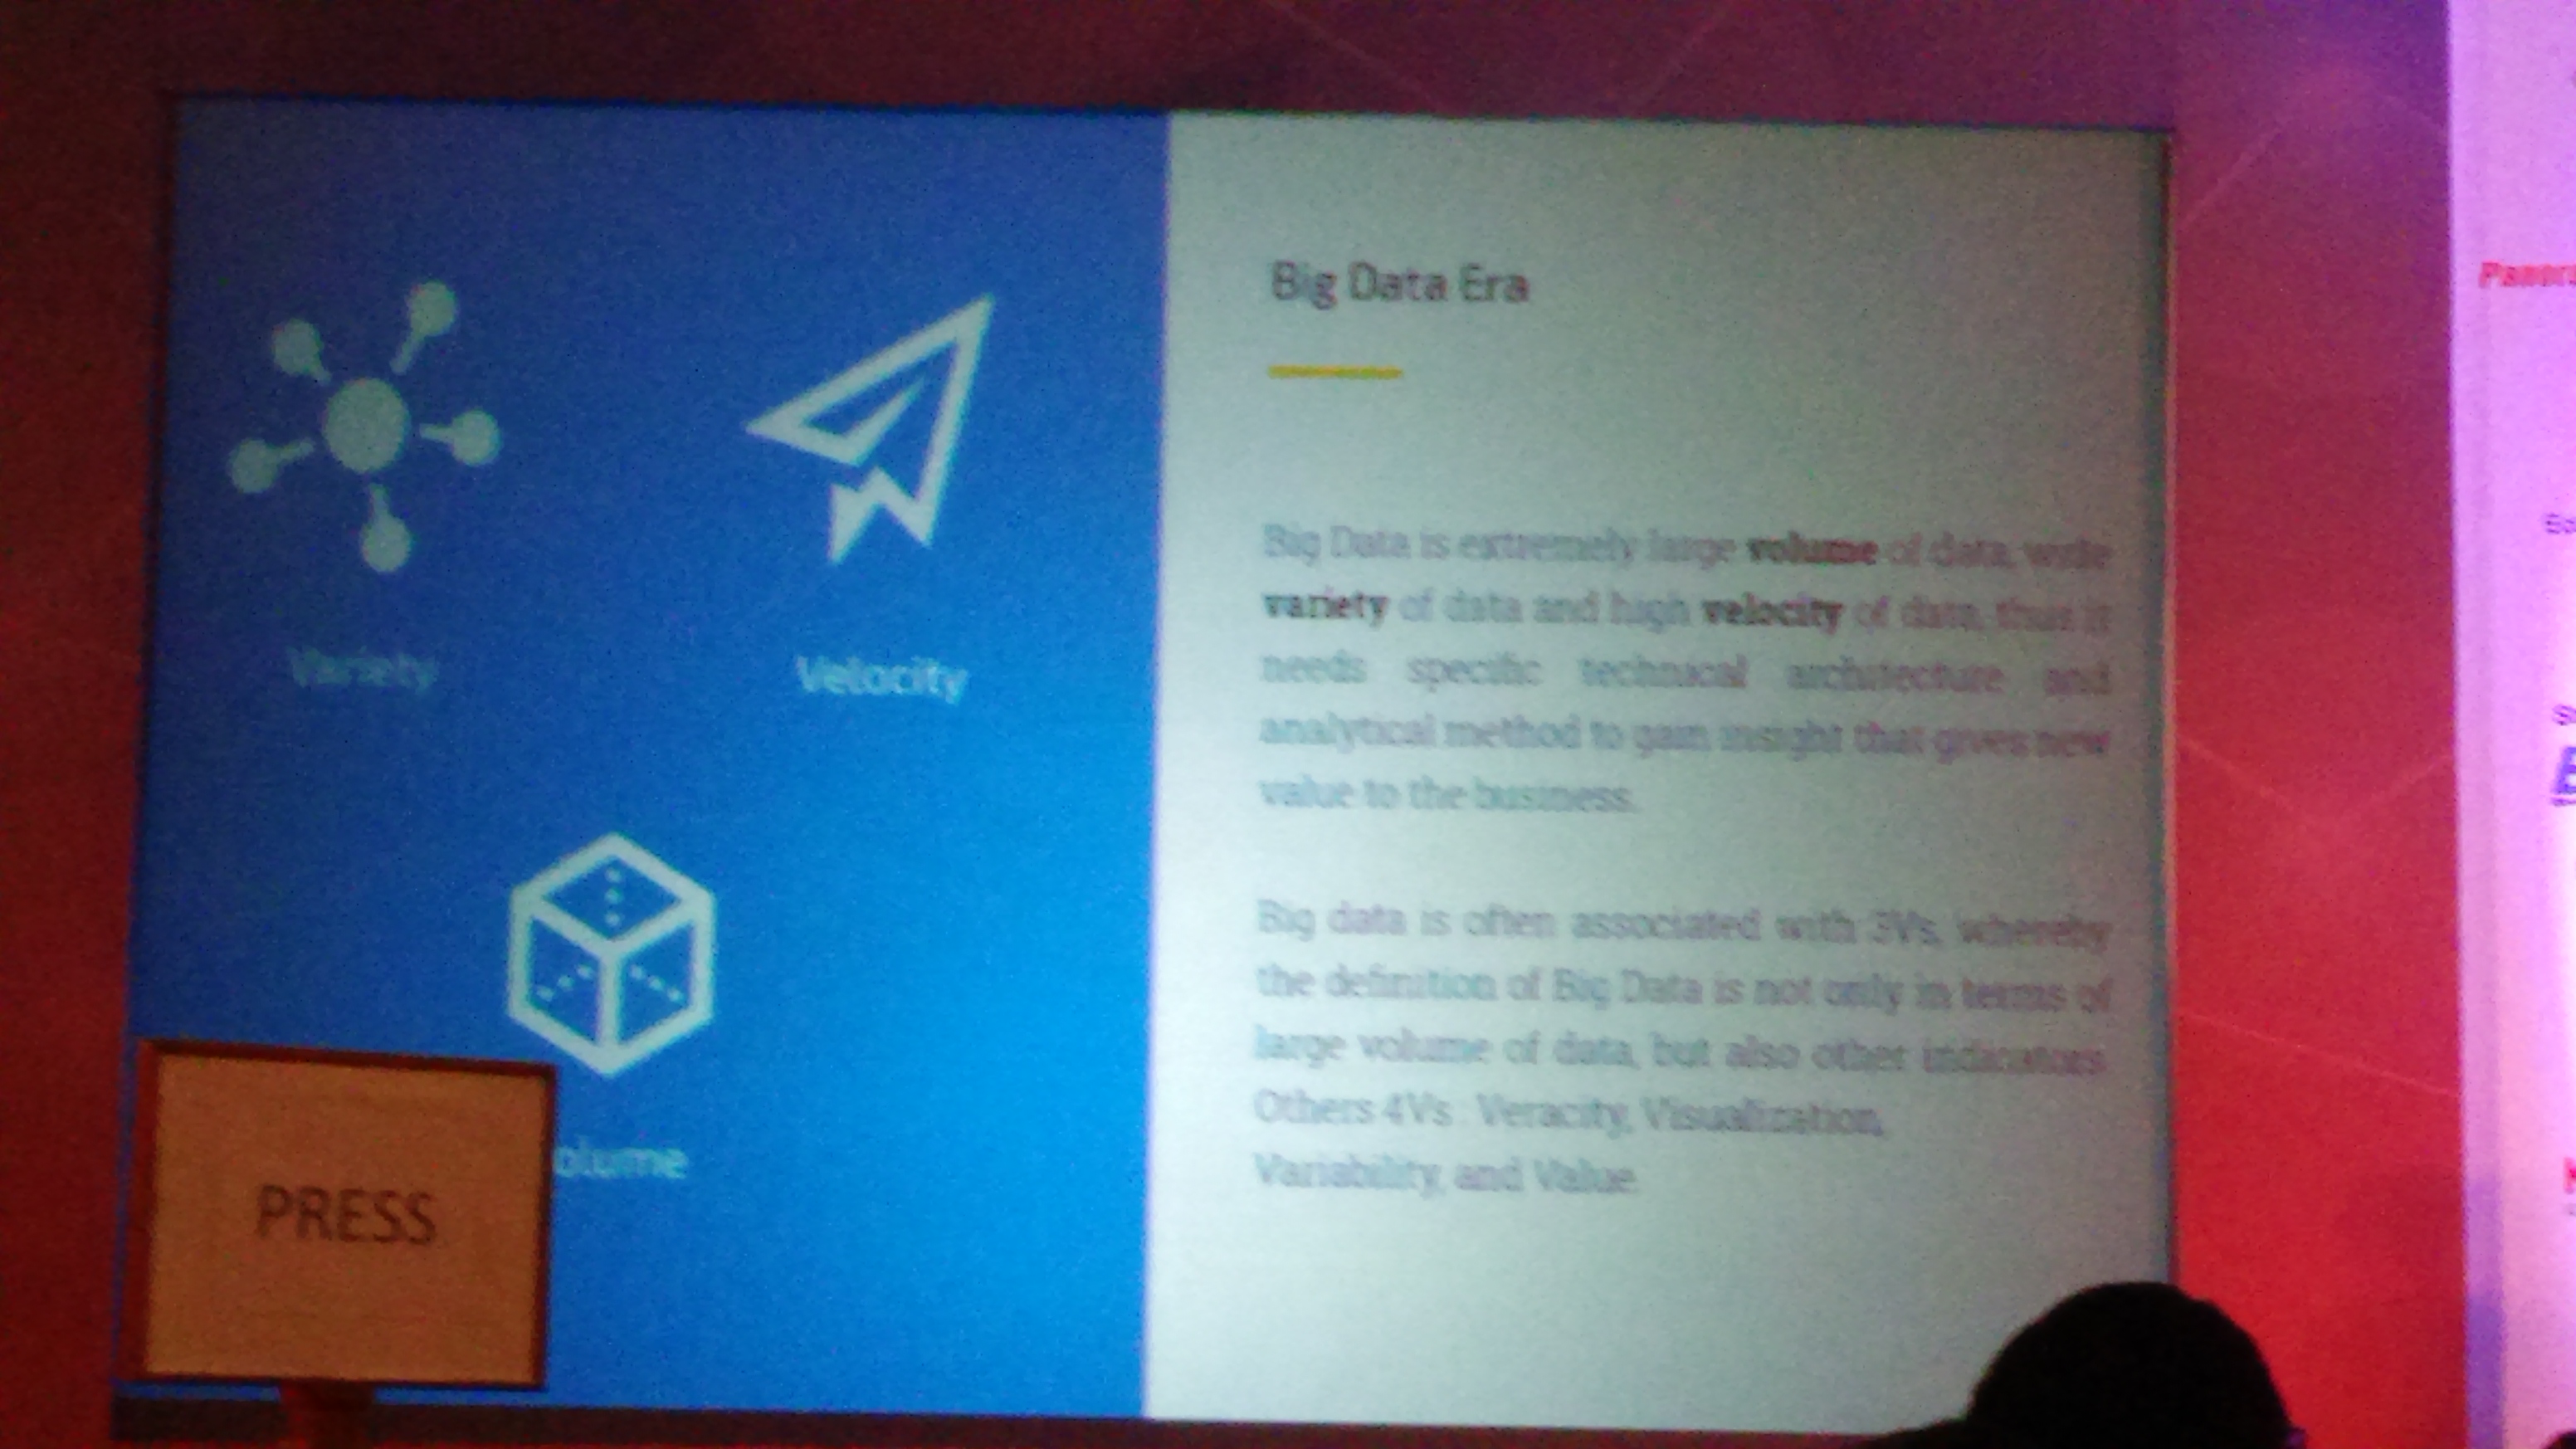 Variety
Velocity
olume
PRESS
Big Data Era
Big Data is extremely large volume of data, wide
variety of data and high velocity of data, thus it
needs specific technical architecture and
analytical method to gain insight that gives new
value to the business.
Big data is often associated with 3Vs, whereby
the definition of Big Data is not only in terms of
large volume of data, but also other indicators.
Others 4Vs : Veracity, Visualization,
Variability, and Value.